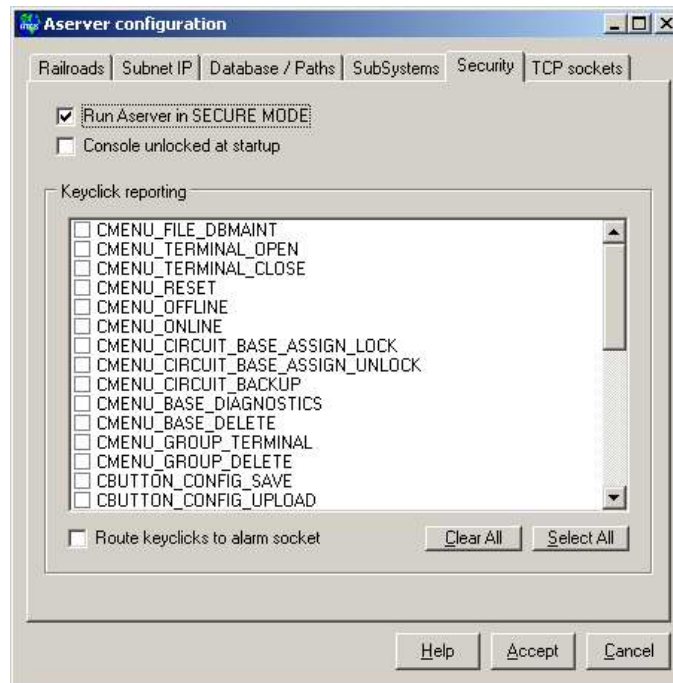 Aserver configuration
Railroads Subnet IP Database / Paths SubSystems Security TCP sockets
Run Aserver in SECURE MODE
Console unlocked at startup
Keyclick reporting
CMENU_FILE_DBMAINT
CMENU_TERMINAL_OPEN
CMENU_TERMINAL_CLOSE
CMENU_RESET
CMENU_OFFLINE
CMENU_ONLINE
CMENU_CIRCUIT_BASE_ASSIGN_LOCK
CMENU_CIRCUIT_BASE_ASSIGN_UNLOCK
CMENU_CIRCUIT_BACKUP
CMENU_BASE_DIAGNOSTICS
CMENU_BASE_DELETE
CMENU_GROUP_TERMINAL
CMENU_GROUP_DELETE
CBUTTON_CONFIG_SAVE
CBUTTON_CONFIG_UPLOAD
Route keyclicks to alarm socket Clear All Select All
Help Accept Cancel